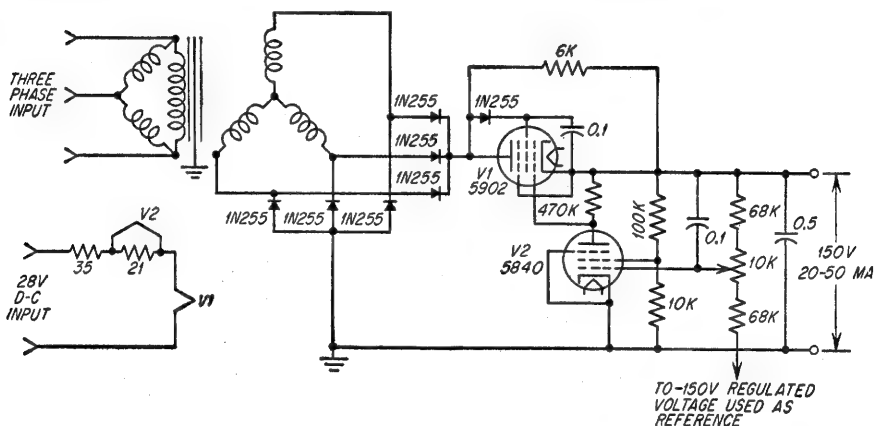 THREE
PHASE
INPUT
6K
1N255
1N255
1N255
1N255
1N255
1N255
1N255
0.1
V1
5902
470K
100K
0.1
68K
0.5
V2
5840
10K
10K
68K
150V
20-50 MA
V2
35
21
28V
D-C
INPUT
V1
TO-150V REGULATED
VOLTAGE USED AS
REFERENCE